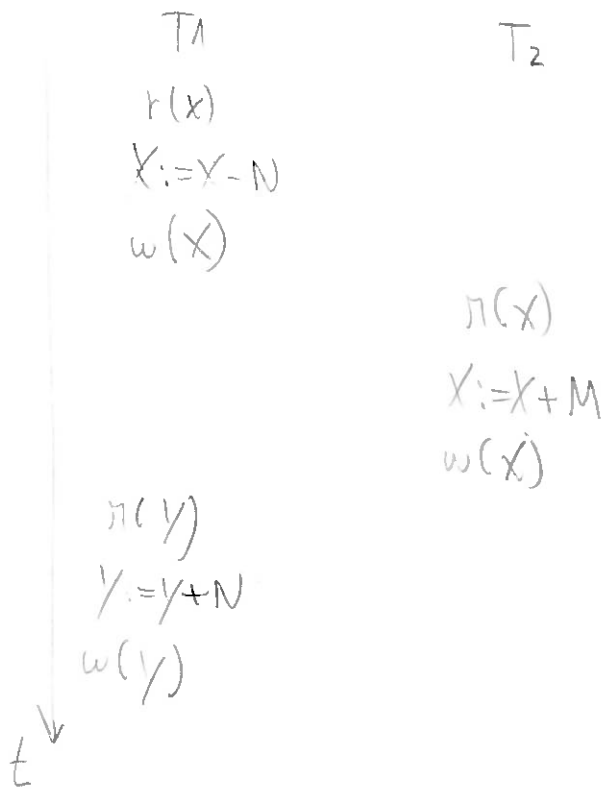 T1 T2
r(x)
X:=X-N
w(X)
r(X)
X:=X+M
w(X)
r(Y)
Y:=Y+N
w(Y)
t